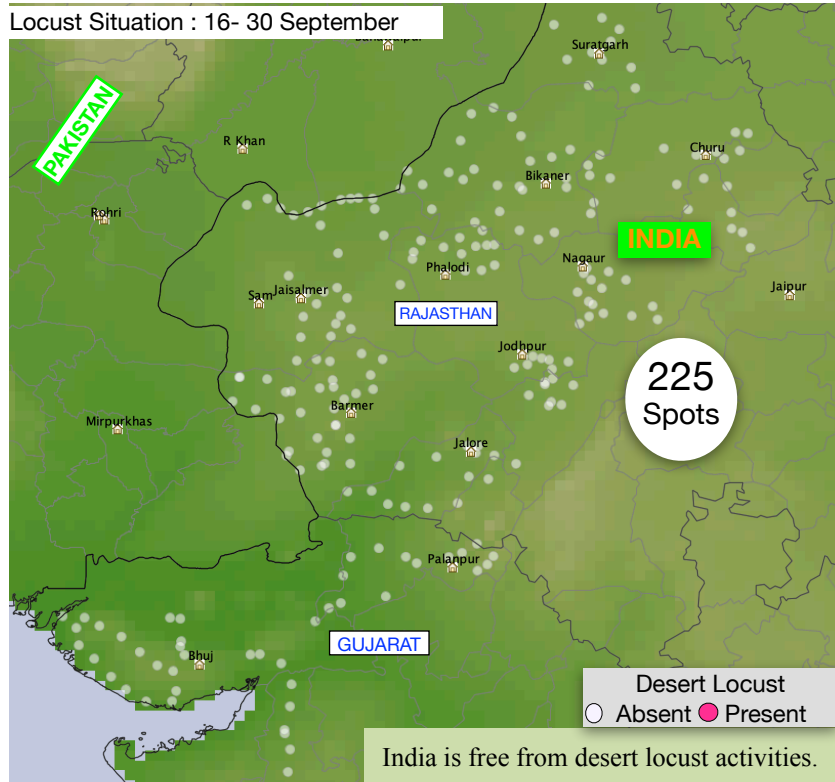 Locust Situation : 16- 30 September
Suratgarh
PAKISTAN
R Khan
Churu
Bikaner
Rohri
INDIA
Phalodi
Nagaur
Sam
Jaisalmer
Jaipur
RAJASTHAN
Jodhpur
225
Spots
Barmer
Mirpurkhas
Jalore
Palanpur
GUJARAT
Bhuj
Desert Locust
Absent
Present
India is free from desert locust activities.